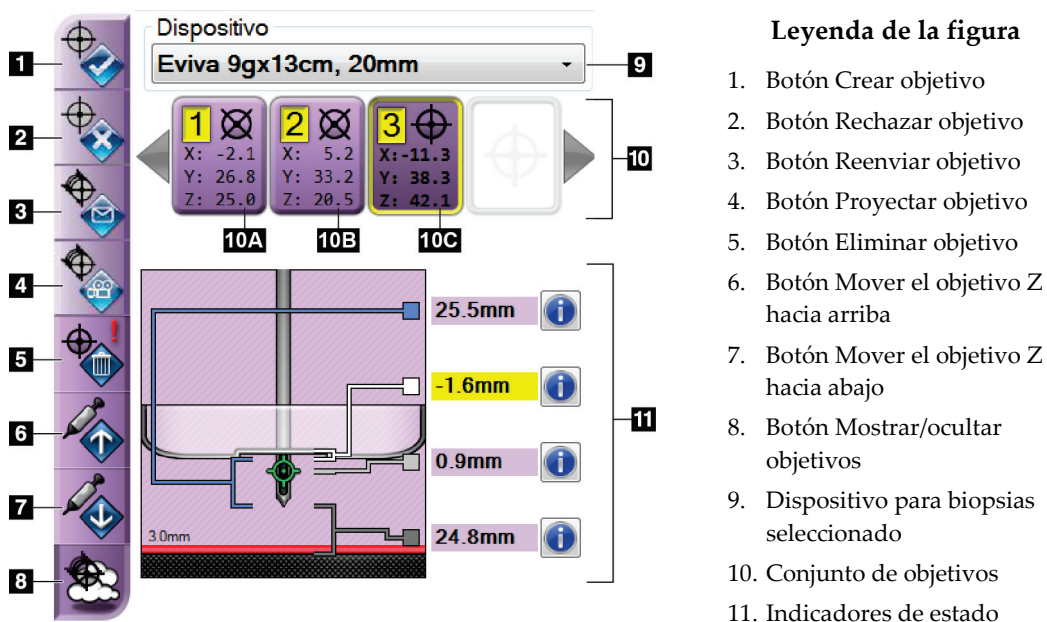 Dispositivo
Eviva 9gx13cm, 20mm
1
2
3
4
5
6
7
8
9
10
1
X: -2.1
Y: 26.8
Z: 25.0
2
X: 5.2
Y: 33.2
Z: 20.5
3
X:-11.3
Y: 38.3
Z: 42.1
10A
10B
10C
25.5mm
-1.6mm
0.9mm
24.8mm
3.0mm
11
Leyenda de la figura
1. Botón Crear objetivo
2. Botón Rechazar objetivo
3. Botón Reenviar objetivo
4. Botón Proyectar objetivo
5. Botón Eliminar objetivo
6. Botón Mover el objetivo Z
hacia arriba
7. Botón Mover el objetivo Z
hacia abajo
8. Botón Mostrar/ocultar
objetivos
9. Dispositivo para biopsias
seleccionado
10. Conjunto de objetivos
11. Indicadores de estado